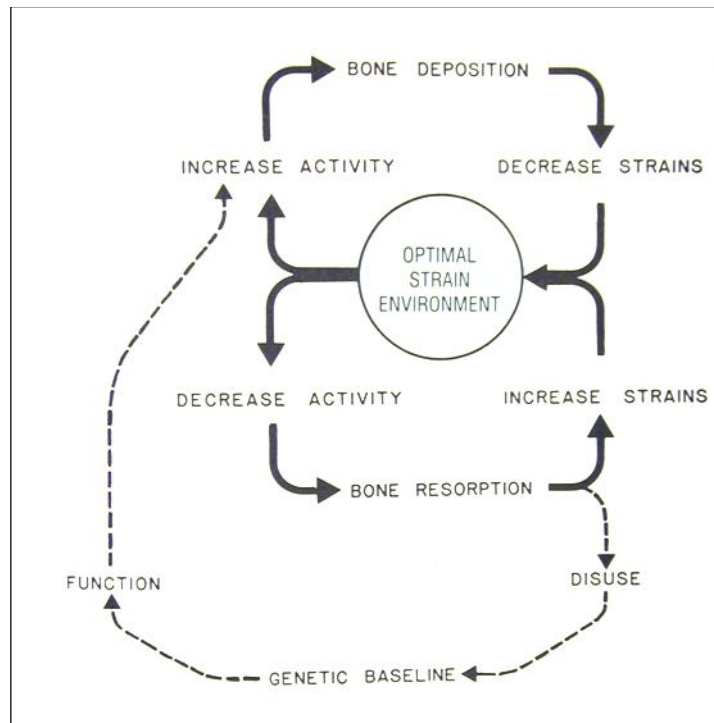 BONE DEPOSITION
INCREASE ACTIVITY
DECREASE STRAINS
OPTIMAL
STRAIN
ENVIRONMENT
DECREASE ACTIVITY
INCREASE STRAINS
BONE RESORPTION
FUNCTION
DISUSE
GENETIC BASELINE